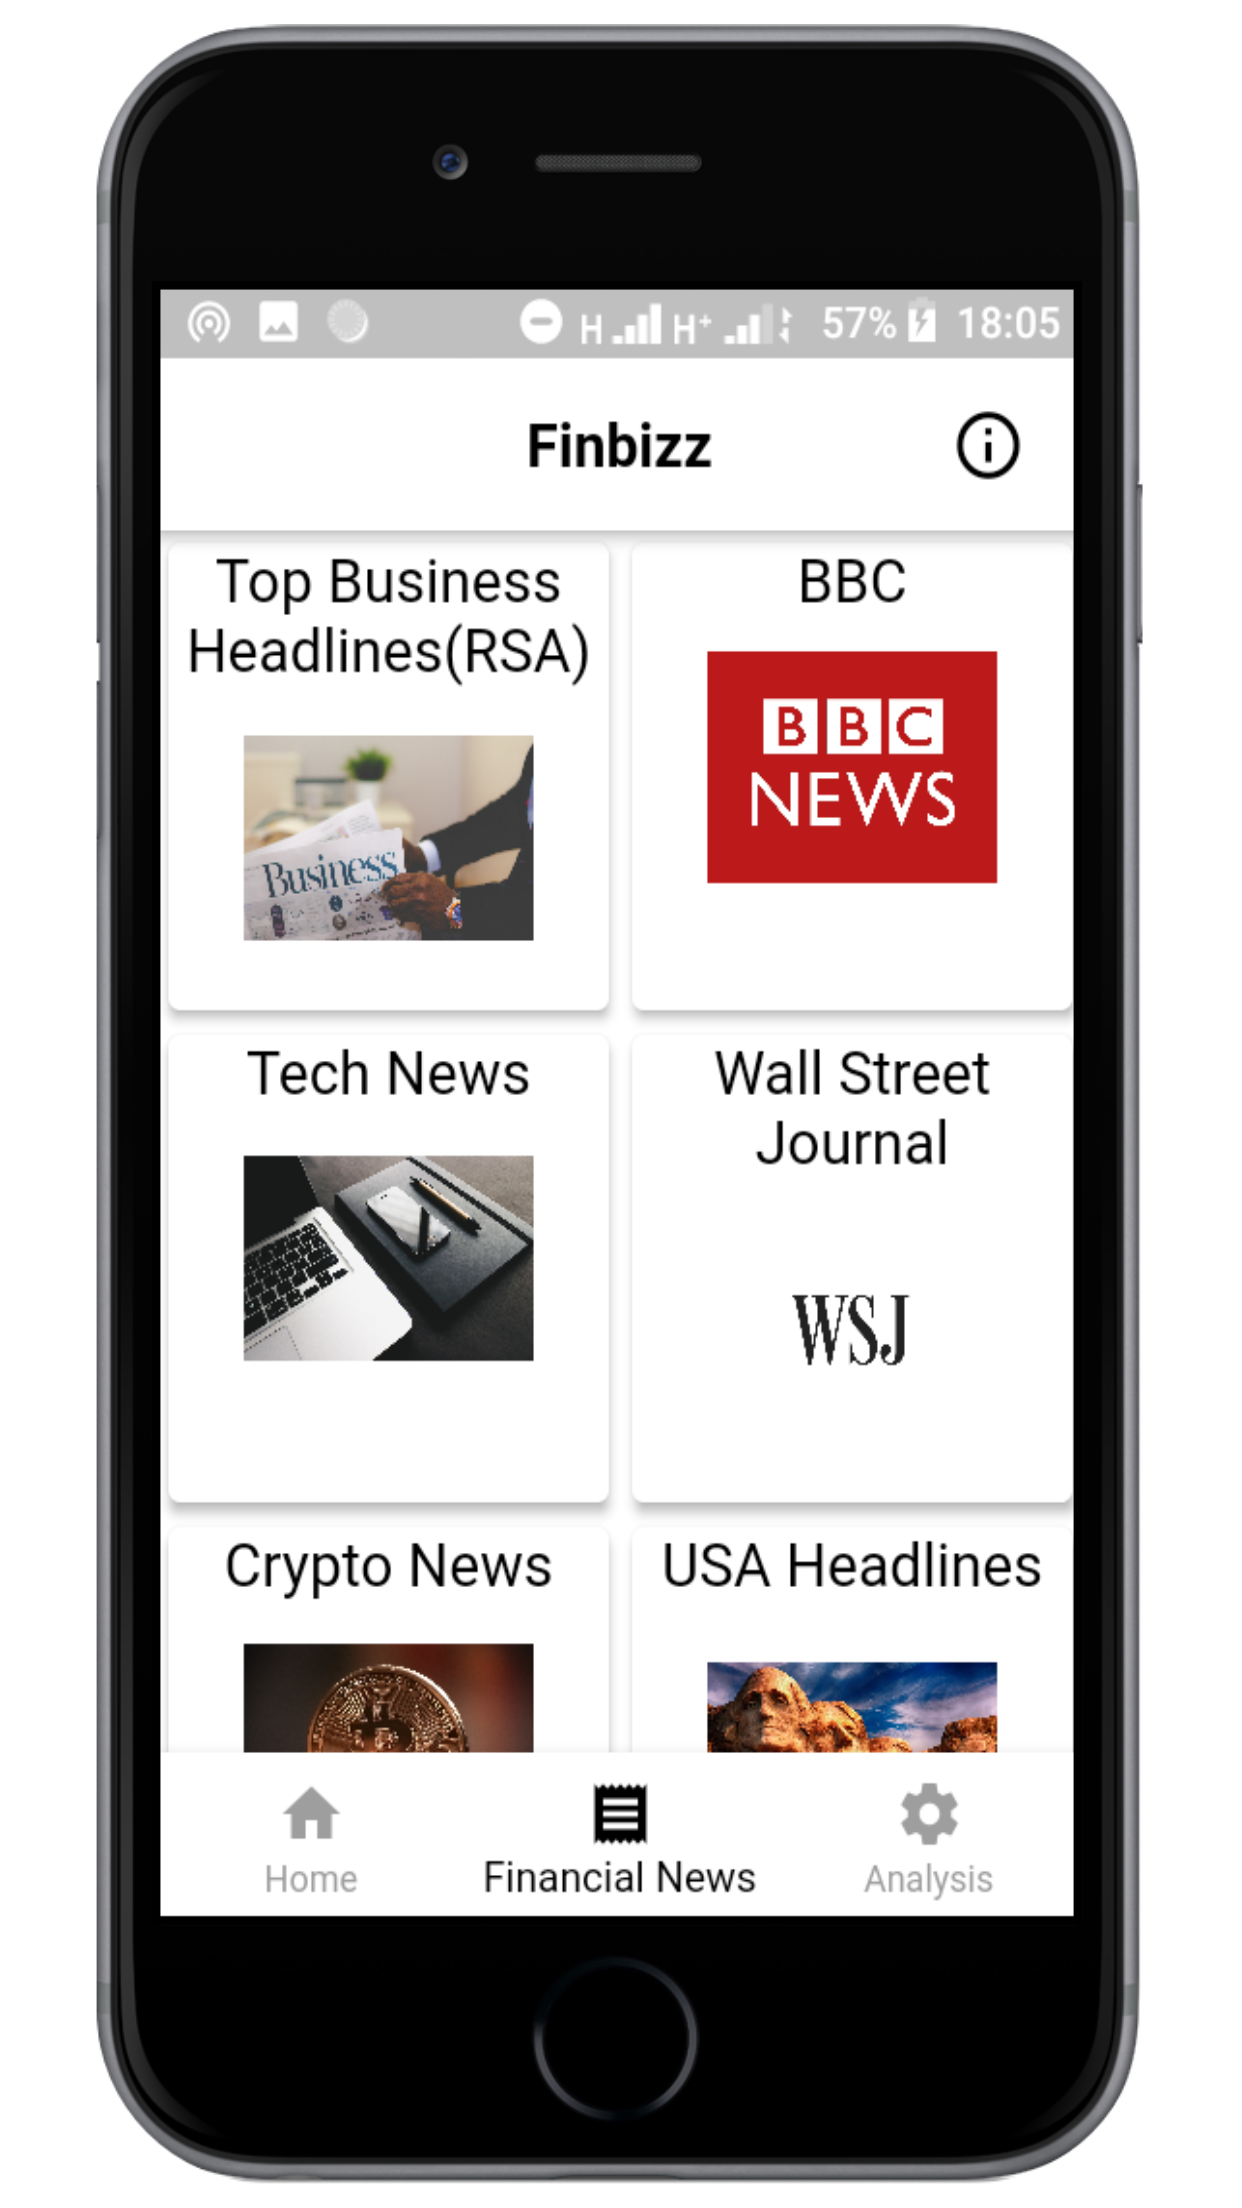 H H+ 57% 18:05
Finbizz
Top Business
Headlines(RSA)
Business
BBC
BBC
NEWS
Tech News
Wall Street
Journal
WSJ
Crypto News
USA Headlines
Home
Financial News
Analysis